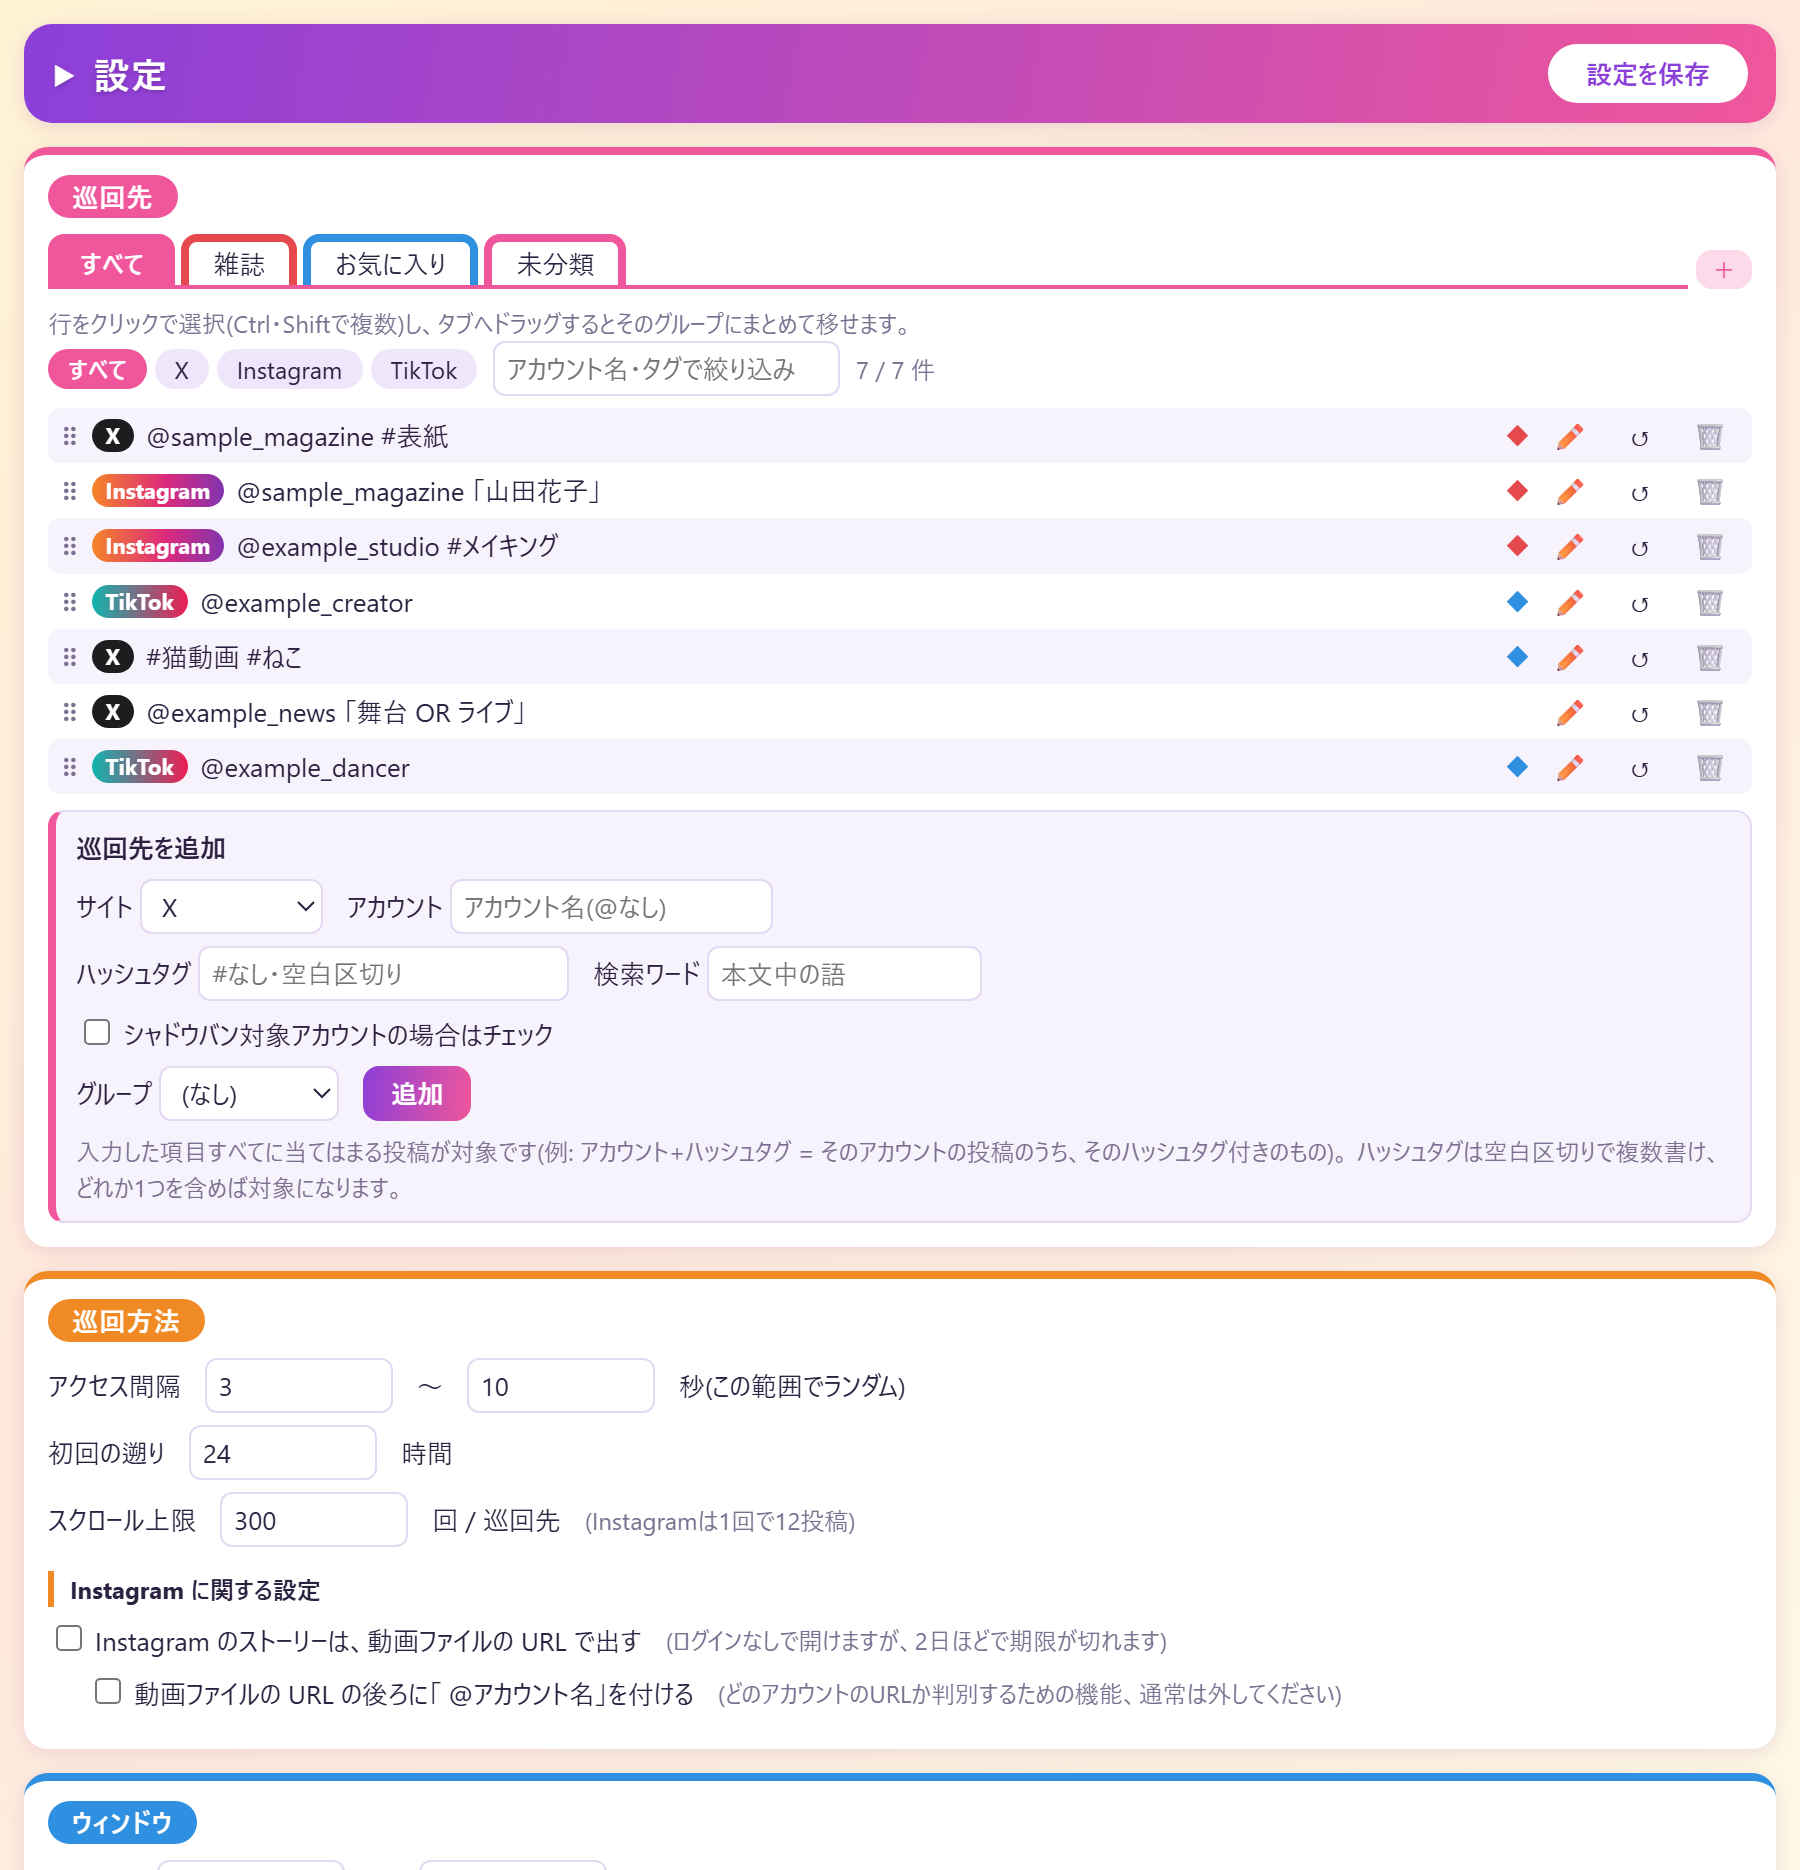 ▶ 設定 設定を保存
巡回先
すべて 雑誌 お気に入り 未分類 +
行をクリックで選択(Ctrl・Shiftで複数)し、タブへドラッグするとそのグループにまとめて移せます。
すべて X Instagram TikTok アカウント名・タグで絞り込み 7 / 7 件
X @sample_magazine #表紙
Instagram @sample_magazine「山田花子」
Instagram @example_studio #メイキング
TikTok @example_creator
X #猫動画 #ねこ
X @example_news「舞台 OR ライブ」
TikTok @example_dancer
巡回先を追加
サイト X アカウント アカウント名(@なし)
ハッシュタグ #なし・空白区切り 検索ワード 本文中の語
シャドウバン対象アカウントの場合はチェック
グループ (なし) 追加
入力した項目すべてに当てはまる投稿が対象です(例: アカウント+ハッシュタグ = そのアカウントの投稿のうち、そのハッシュタグ付きのもの)。ハッシュタグは空白区切りで複数書け、
どれか1つを含めば対象になります。
巡回方法
アクセス間隔 3 〜 10 秒(この範囲でランダム)
初回の遡り 24 時間
スクロール上限 300 回 / 巡回先 (Instagramは1回で12投稿)
Instagram に関する設定
Instagram のストーリーは、動画ファイルの URL で出す (ログインなしで開けますが、2日ほどで期限が切れます)
動画ファイルの URL の後ろに「 @アカウント名」を付ける (どのアカウントのURLか判別するための機能、通常は外してください)
ウィンドウ